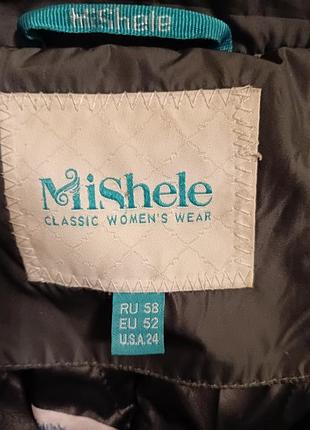 MiShele
MiShele
CLASSIC WOMEN'S WEAR
RU 58
EU 52
U.S.A. 24